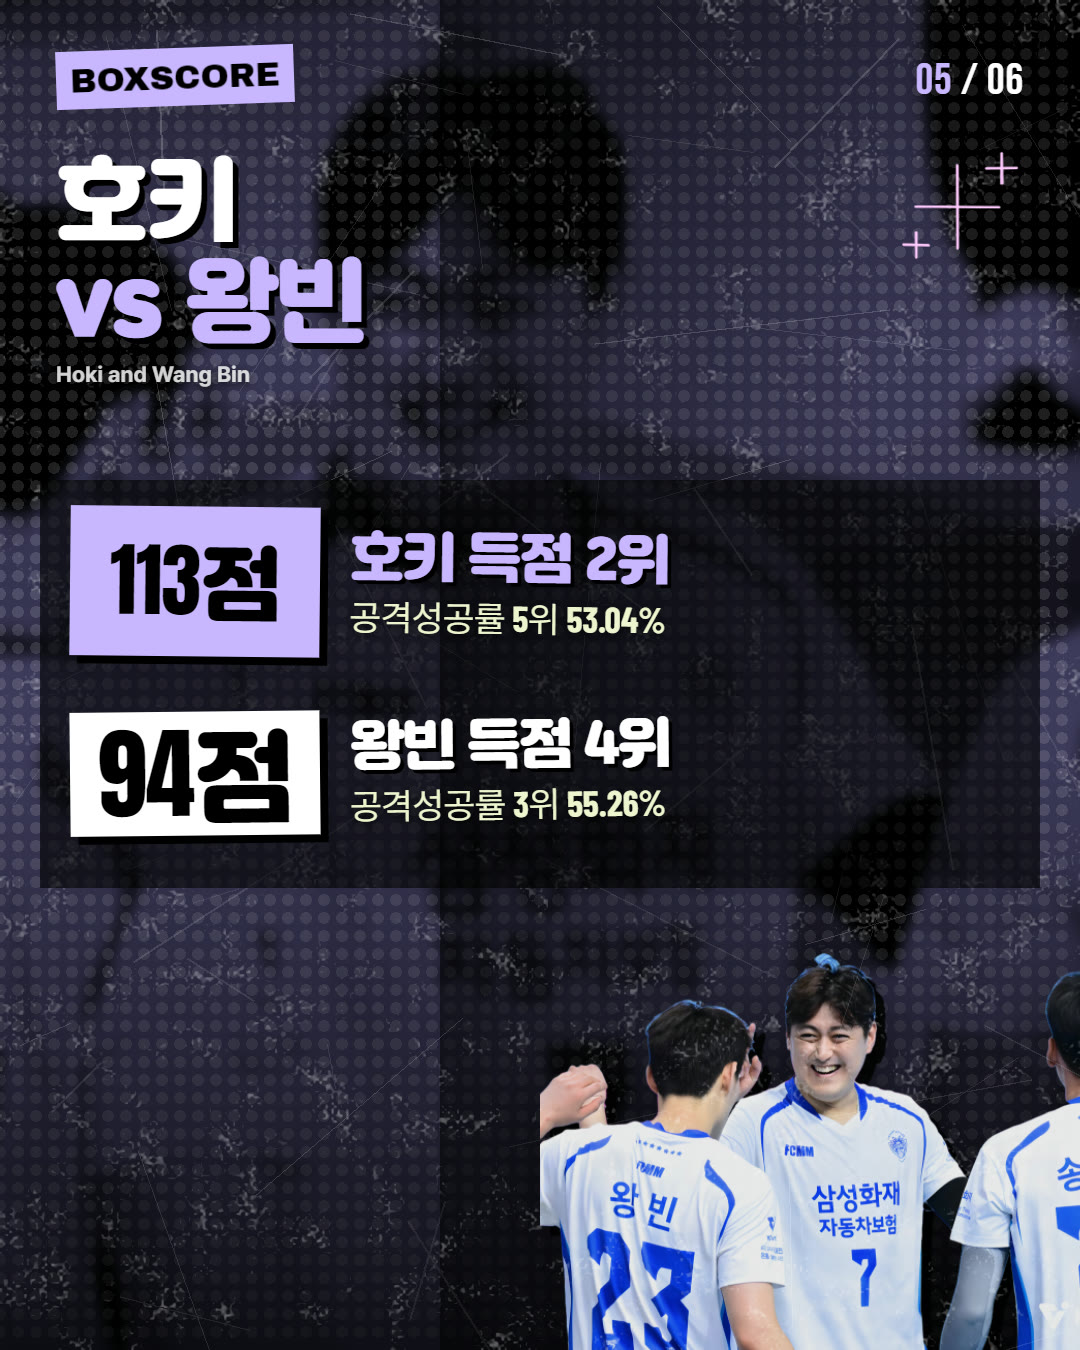 BOXSCORE
05 / 06
호키
vs 왕빈
Hoki and Wang Bin
113점
호키 득점 2위
공격성공률 5위 53.04%
94점
왕빈 득점 4위
공격성공률 3위 55.26%
왕빈
23
FCMM
삼성화재
자동차보험
7
송